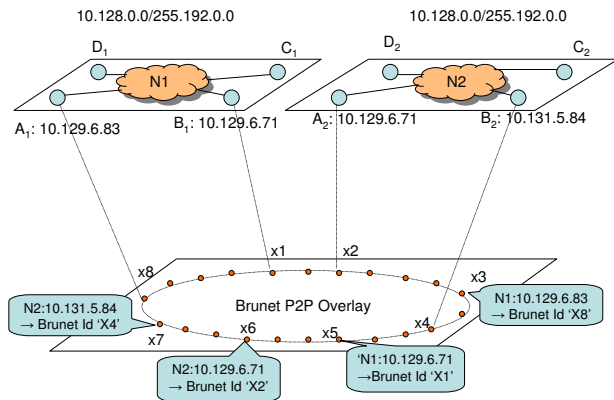 10.128.0.0/255.192.0.0
10.128.0.0/255.192.0.0
D1
C1
N1
D2
C2
N2
A1: 10.129.6.83
B1: 10.129.6.71
A2: 10.129.6.71
B2: 10.131.5.84
x1
x2
x8
x3
Brunet P2P Overlay
N2:10.131.5.84
→ Brunet Id 'X4'
N1:10.129.6.83
→ Brunet Id 'X8'
x7
x6
x5
x4
N2:10.129.6.71
→ Brunet Id 'X2'
'N1:10.129.6.71
→Brunet Id 'X1'